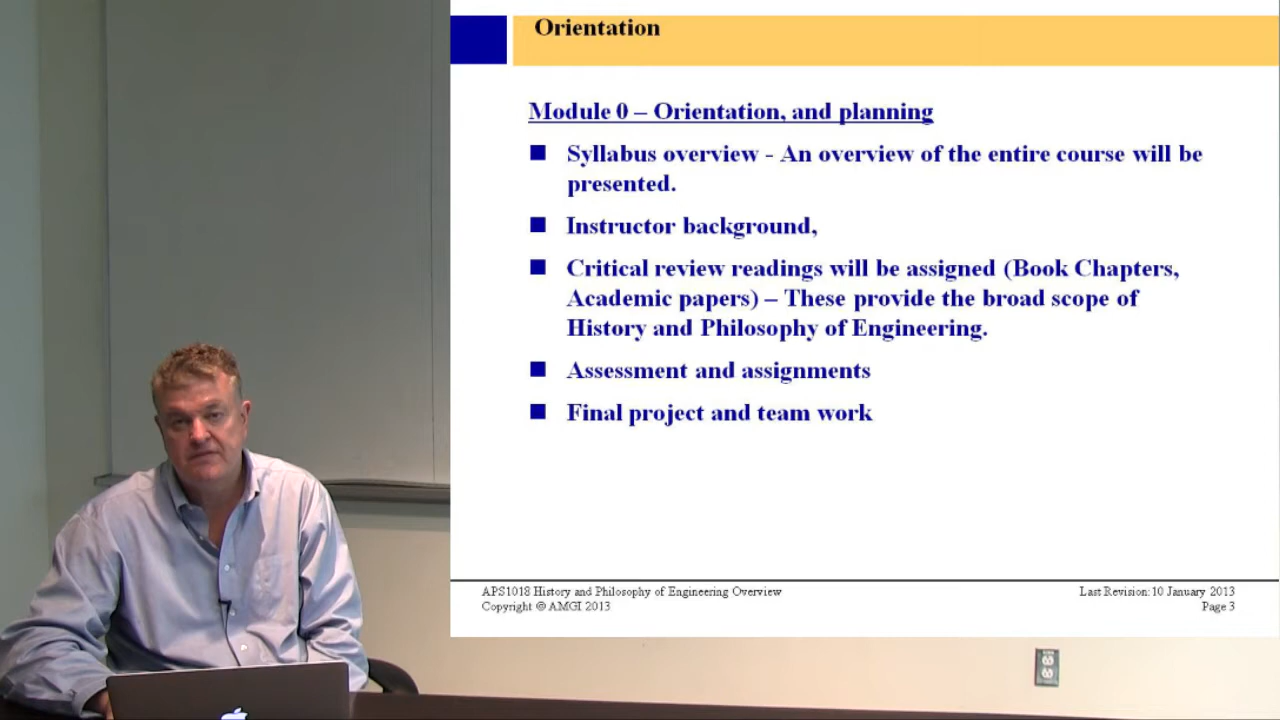 Orientation
Module 0 – Orientation, and planning
Syllabus overview - An overview of the entire course will be
presented.
Instructor background,
Critical review readings will be assigned (Book Chapters,
Academic papers) – These provide the broad scope of
History and Philosophy of Engineering.
Assessment and assignments
Final project and team work
APS1018 History and Philosophy of Engineering Overview
Copyright © AMGI 2013
Last Revision:10 January 2013
Page 3